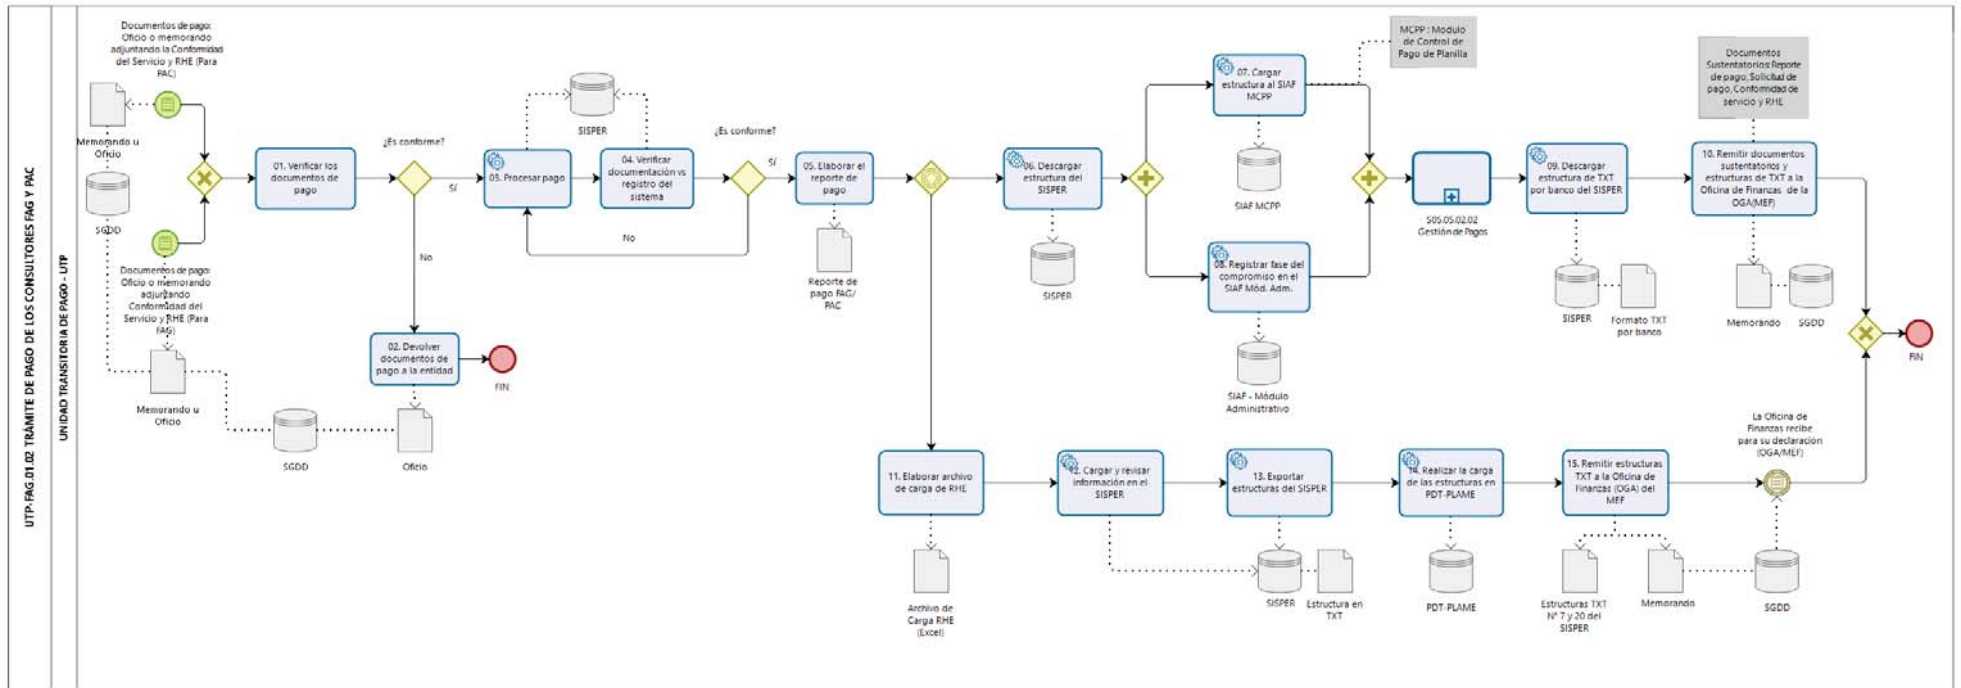 UTP-FAG.01.02 TRÁMITE DE PAGO DE LOS CONSULTORES FAG Y PAC
UNIDAD TRANSITORIA DE PAGO - UTP
Documentos de pago:
Oficio o memorando
adjuntando la Conformidad
del Servicio y RHE (Para
PAC)
Memorando u
Oficio
SGDD
Documentos de pago:
Oficio o memorando
adjuntando
Conformidad del
Servicio y RHE (Para
FAG)
Memorando u
Oficio
SGDD
Oficio
01. Verificar los
documentos de
pago
¿Es conforme?
Sí
No
02. Devolver
documentos de
pago a la entidad
FIN
SISPER
03. Procesar pago
04. Verificar
documentación vs
registro del
sistema
¿Es conforme?
Sí
No
05. Elaborar el
reporte de
pago
Reporte de
pago FAG/
PAC
06. Descargar
estructura del
SISPER
SISPER
07. Cargar
estructura al SIAF
MCPP
SIAF MCPP
MCPP : Modulo
de Control de
Pago de Planilla
08. Registrar fase del
compromiso en el
SIAF Mód. Adm.
SIAF - Módulo
Administrativo
S05.05.02.02
Gestión de Pagos
09. Descargar
estructura de TXT
por banco del SISPER
SISPER
Formato TXT
por banco
Documentos
Sustentatorios: Reporte
de pago, Solicitud de
pago, Conformidad de
servicio y RHE
10. Remitir documentos
sustentatorios y
estructuras de TXT a la
Oficina de Finanzas de la
OGA(MEF)
Memorando
SGDD
FIN
11. Elaborar archivo
de carga de RHE
Archivo de
Carga RHE
(Excel)
12. Cargar y revisar
información en el
SISPER
13. Exportar
estructuras del SISPER
SISPER
Estructura en
TXT
14. Realizar la carga
de las estructuras en
PDT-PLAME
PDT-PLAME
15. Remitir estructuras
TXT a la Oficina de
Finanzas (OGA) del
MEF
Estructuras TXT
N° 7 y 20 del
SISPER
Memorando
La Oficina de
Finanzas recibe
para su declaración
(OGA/MEF)
SGDD